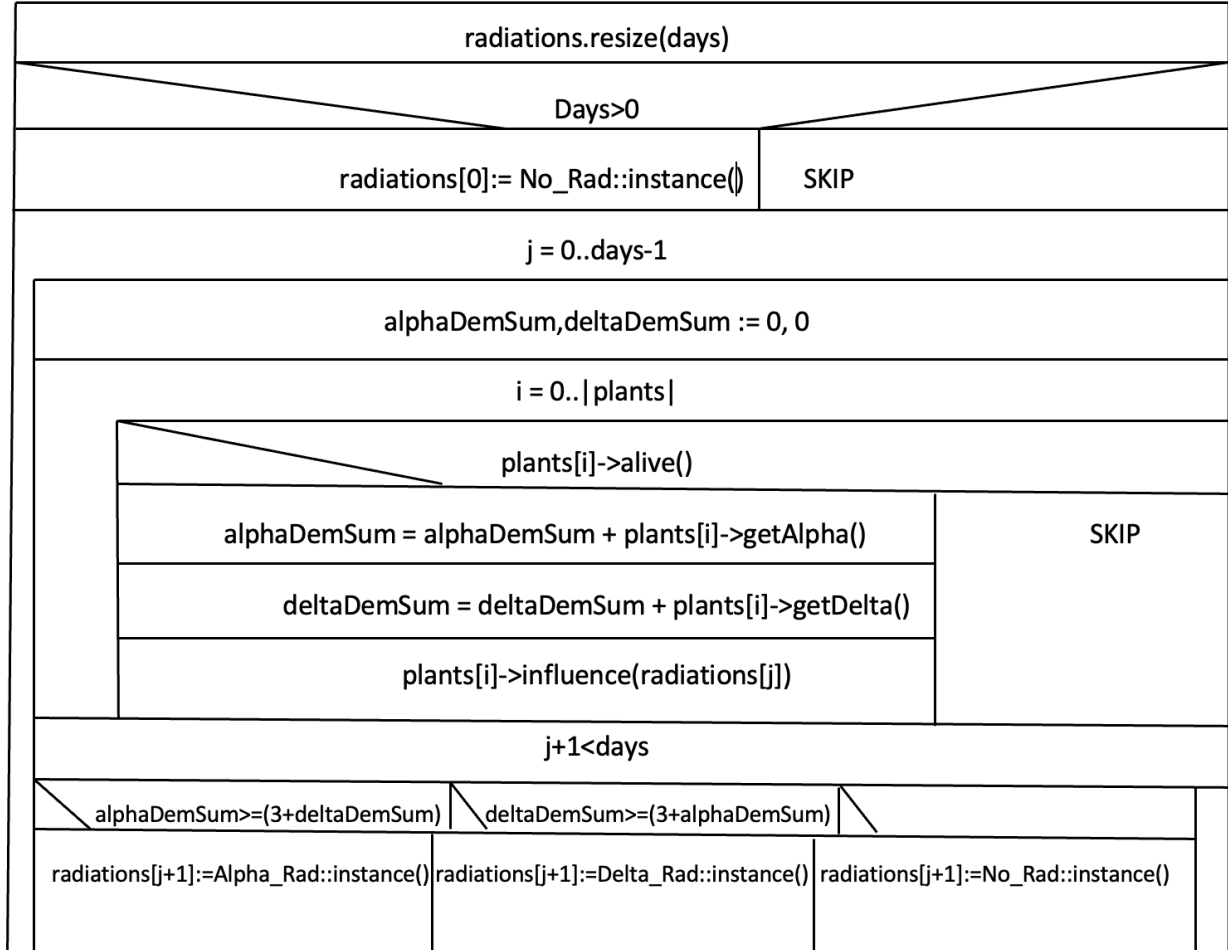 radiations.resize(days)
Days>0
radiations[0]:= No_Rad::instance()
SKIP
j = 0..days-1
alphaDemSum,deltaDemSum := 0, 0
i = 0..|plants|
plants[i]->alive()
alphaDemSum = alphaDemSum + plants[i]->getAlpha()
SKIP
deltaDemSum = deltaDemSum + plants[i]->getDelta()
plants[i]->influence(radiations[j])
j+1<days
alphaDemSum>=(3+deltaDemSum)
deltaDemSum>=(3+alphaDemSum)
radiations[j+1]:=Alpha_Rad::instance()
radiations[j+1]:=Delta_Rad::instance()
radiations[j+1]:=No_Rad::instance()